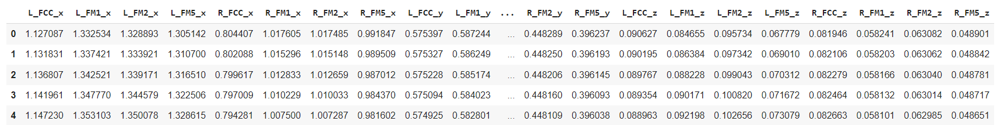 L_FCC_x L_FM1_x L_FM2_x L_FM5_x R_FCC_x R_FM1_x R_FM2_x R_FM5_x L_FCC_y L_FM1_y ... R_FM2_y R_FM5_y L_FCC_z L_FM1_z L_FM2_z L_FM5_z R_FCC_z R_FM1_z R_FM2_z R_FM5_z
0 1.127087 1.332534 1.328893 1.305142 0.804407 1.017605 1.017485 0.991847 0.575397 0.587244 ... 0.448289 0.396237 0.090627 0.084655 0.095734 0.067779 0.081946 0.058241 0.063082 0.048901
1 1.131831 1.337421 1.333921 1.310700 0.802088 1.015296 1.015148 0.989509 0.575327 0.586249 ... 0.448250 0.396193 0.090195 0.086384 0.097342 0.069010 0.082106 0.058203 0.063062 0.048842
2 1.136807 1.342521 1.339171 1.316510 0.799617 1.012833 1.012659 0.987012 0.575228 0.585174 ... 0.448206 0.396145 0.089767 0.088228 0.099043 0.070312 0.082279 0.058166 0.063040 0.048781
3 1.141961 1.347770 1.344579 1.322506 0.797009 1.010229 1.010033 0.984370 0.575094 0.584023 ... 0.448160 0.396093 0.089354 0.090171 0.100820 0.071672 0.082464 0.058132 0.063014 0.048717
4 1.147230 1.353103 1.350078 1.328615 0.794281 1.007500 1.007287 0.981602 0.574925 0.582801 ... 0.448109 0.396038 0.088963 0.092198 0.102656 0.073079 0.082663 0.058101 0.062985 0.048651